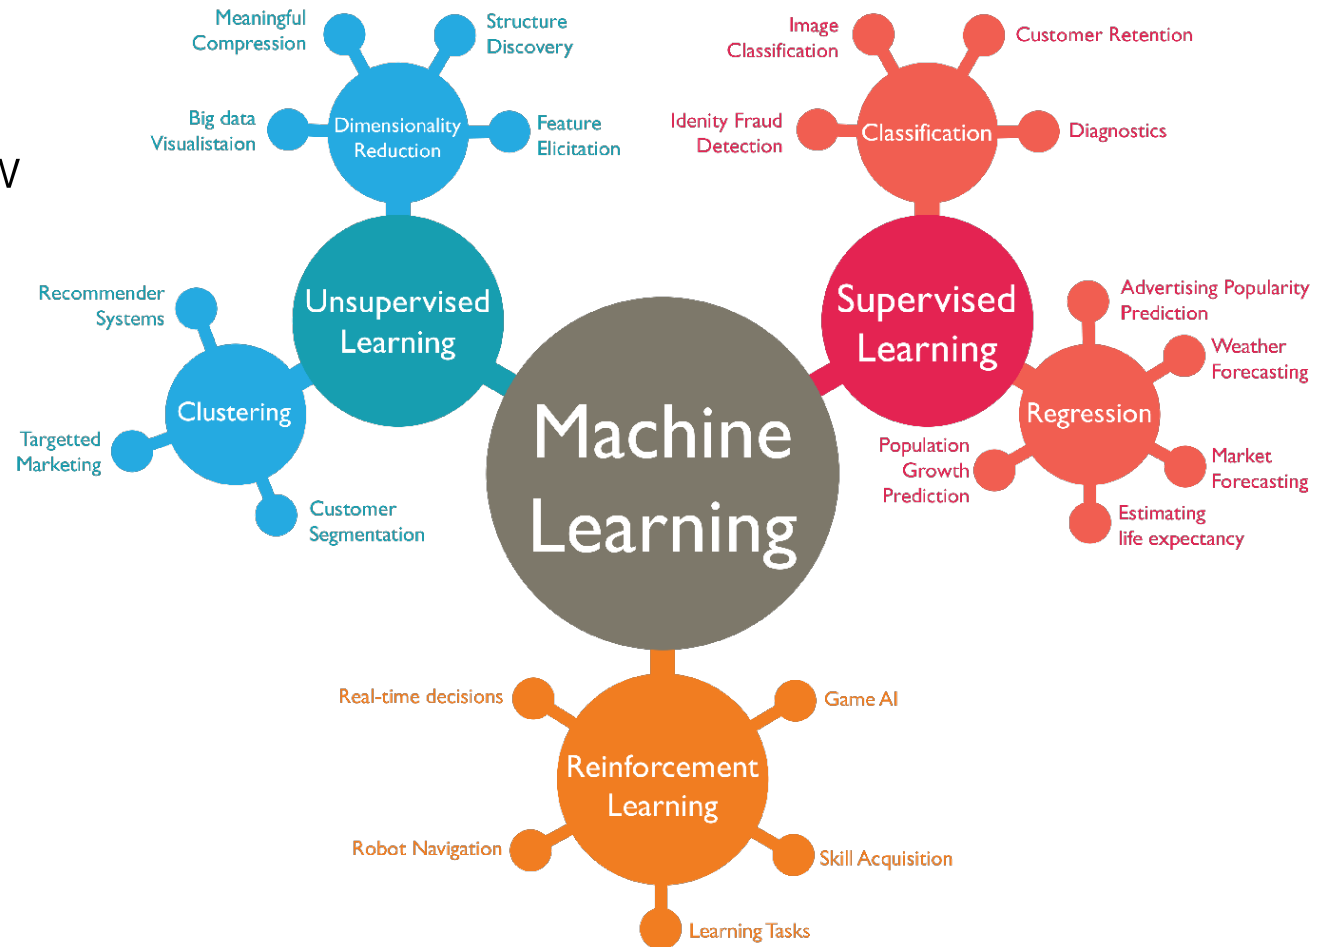 Meaningful
Compression
Structure
Discovery
Big data
Visualistaion
Dimensionality
Reduction
Feature
Elicitation
Image
Classification
Customer Retention
Idenity Fraud
Detection
Classification
Diagnostics
W
Unsupervised
Learning
Supervised
Learning
Recommender
Systems
Clustering
Targetted
Marketing
Customer
Segmentation
Advertising Popularity
Prediction
Weather
Forecasting
Regression
Population
Growth
Prediction
Market
Forecasting
Estimating
life expectancy
Machine
Learning
Real-time decisions
Game AI
Reinforcement
Learning
Robot Navigation
Skill Acquisition
Learning Tasks